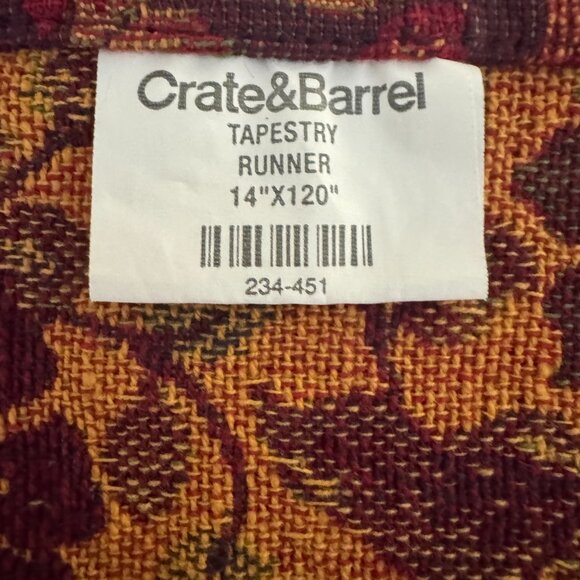 Crate&Barrel
TAPESTRY
RUNNER
14"X120"
234-451